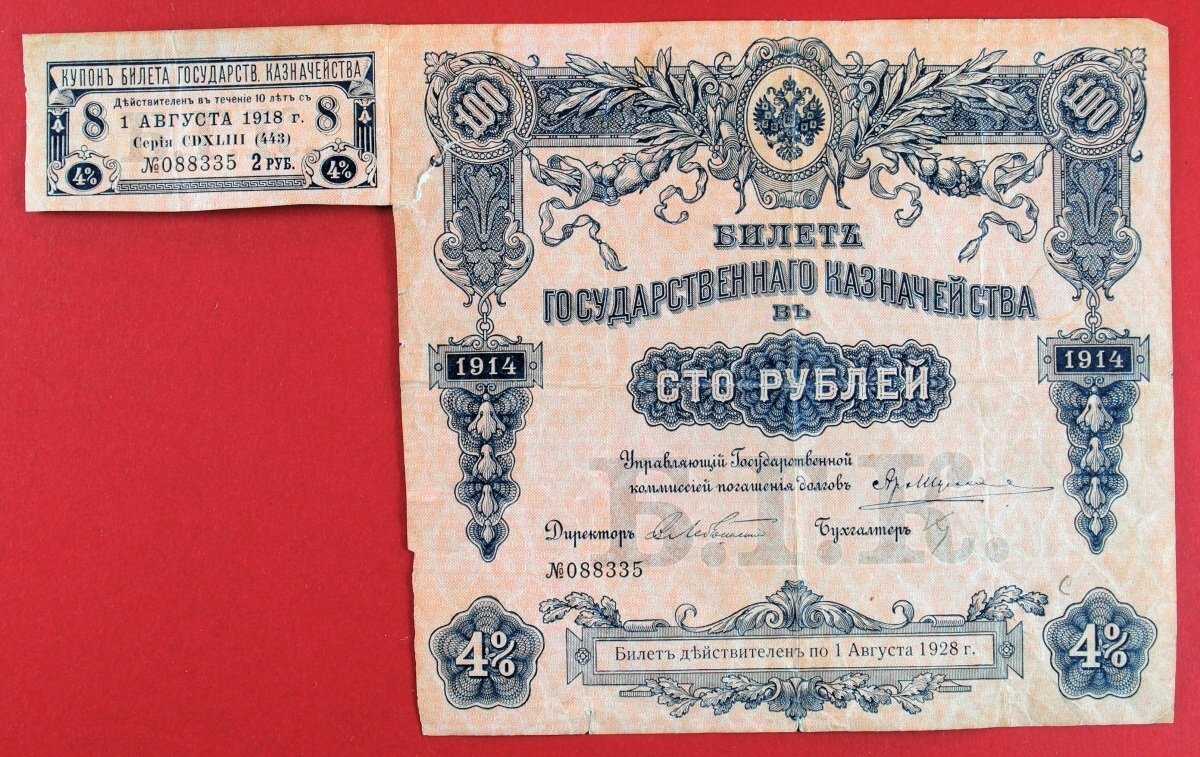 КУПОНЪ БИЛЕТА ГОСУДАРСТВ. КАЗНАЧЕЙСТВА
Дѣйствителенъ въ теченіе 10 лѣтъ съ
8 1 АВГУСТА 1918 г. 8
Серія CDXLIII (443)
№088335 2 РУБ.
4% 4%
100 100
БИЛЕТЪ
ГОСУДАРСТВЕННАГО КАЗНАЧЕЙСТВА
ВЪ
1914 1914
СТО РУБЛЕЙ
Управляющій Государственной
коммиссіей погашенія долговъ
Директоръ Бухгалтеръ
Б.Г.К.
№088335
4% 4%
Билетъ дѣйствителенъ по 1 Августа 1928 г.